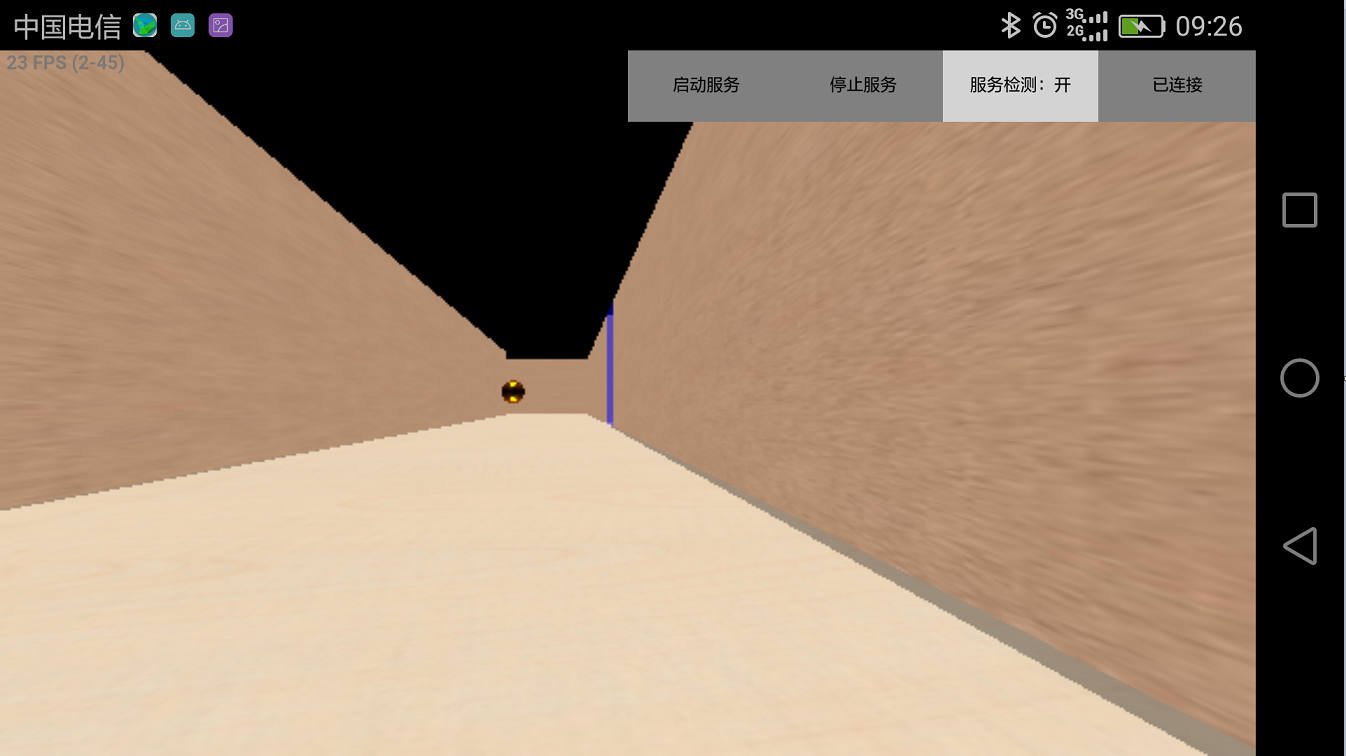 中国电信
3G
2G
09:26
23 FPS (2-45)
启动服务
停止服务
服务检测：开
已连接